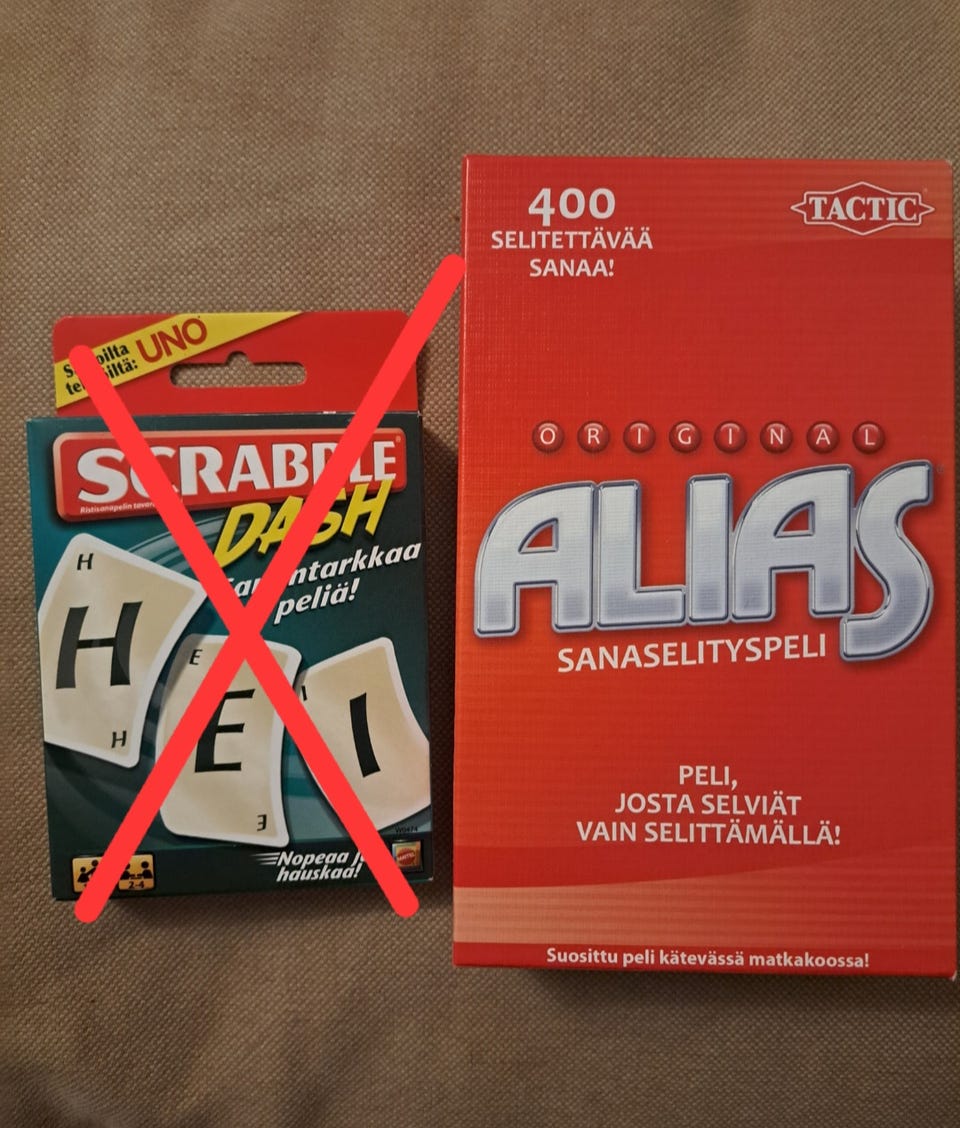 UNO
SCRABBLE
DASH
peliä!
H
H
H
E
E
E
I
I
Nopeaa
hauskaa!
2-4
MATTEL
400
SELITETTÄVÄÄ
SANAA!
TACTIC
ORIGINAL
ALIAS
SANASELITYSPELI
PELI,
JOSTA SELVIÄT
VAIN SELITTÄMÄLLÄ!
Suosittu peli kätevässä matkakoossa!